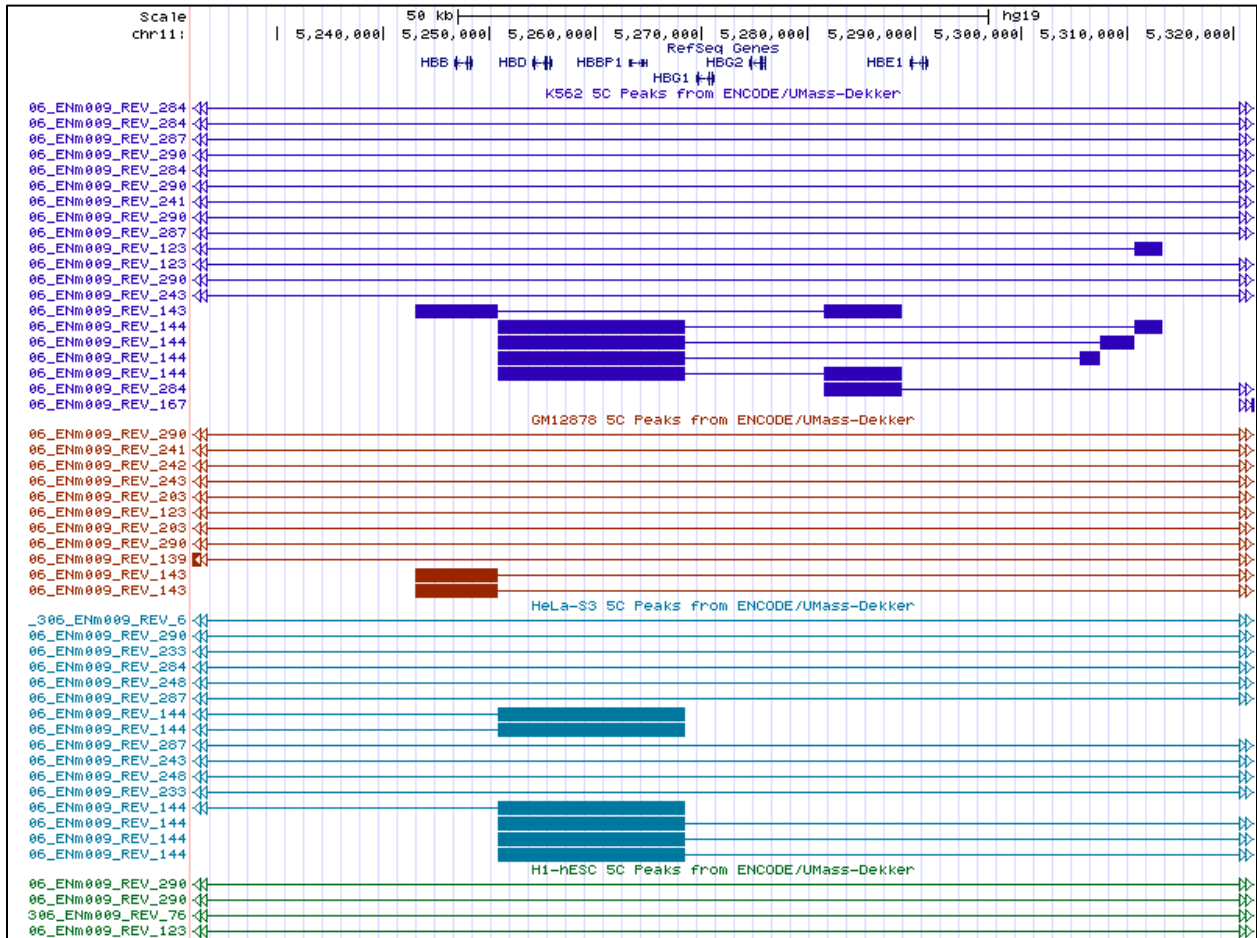 Scale 50 kb hg19
chr11: 5,240,000 5,250,000 5,260,000 5,270,000 5,280,000 5,290,000 5,300,000 5,310,000 5,320,000
RefSeq Genes
HBB HBD HBBP1 HBG2 HBE1
HBG1
K562 5C Peaks from ENCODE/UMass-Dekker
06_ENm009_REV_284
06_ENm009_REV_284
06_ENm009_REV_287
06_ENm009_REV_290
06_ENm009_REV_284
06_ENm009_REV_290
06_ENm009_REV_241
06_ENm009_REV_290
06_ENm009_REV_287
06_ENm009_REV_123
06_ENm009_REV_123
06_ENm009_REV_290
06_ENm009_REV_243
06_ENm009_REV_143
06_ENm009_REV_144
06_ENm009_REV_144
06_ENm009_REV_144
06_ENm009_REV_144
06_ENm009_REV_284
06_ENm009_REV_167
GM12878 5C Peaks from ENCODE/UMass-Dekker
06_ENm009_REV_290
06_ENm009_REV_241
06_ENm009_REV_242
06_ENm009_REV_243
06_ENm009_REV_203
06_ENm009_REV_123
06_ENm009_REV_203
06_ENm009_REV_290
06_ENm009_REV_139
06_ENm009_REV_143
06_ENm009_REV_143
HeLa-S3 5C Peaks from ENCODE/UMass-Dekker
_306_ENm009_REV_6
06_ENm009_REV_290
06_ENm009_REV_233
06_ENm009_REV_284
06_ENm009_REV_248
06_ENm009_REV_287
06_ENm009_REV_144
06_ENm009_REV_144
06_ENm009_REV_287
06_ENm009_REV_243
06_ENm009_REV_248
06_ENm009_REV_233
06_ENm009_REV_144
06_ENm009_REV_144
06_ENm009_REV_144
06_ENm009_REV_144
H1-hESC 5C Peaks from ENCODE/UMass-Dekker
06_ENm009_REV_290
06_ENm009_REV_290
306_ENm009_REV_76
06_ENm009_REV_123